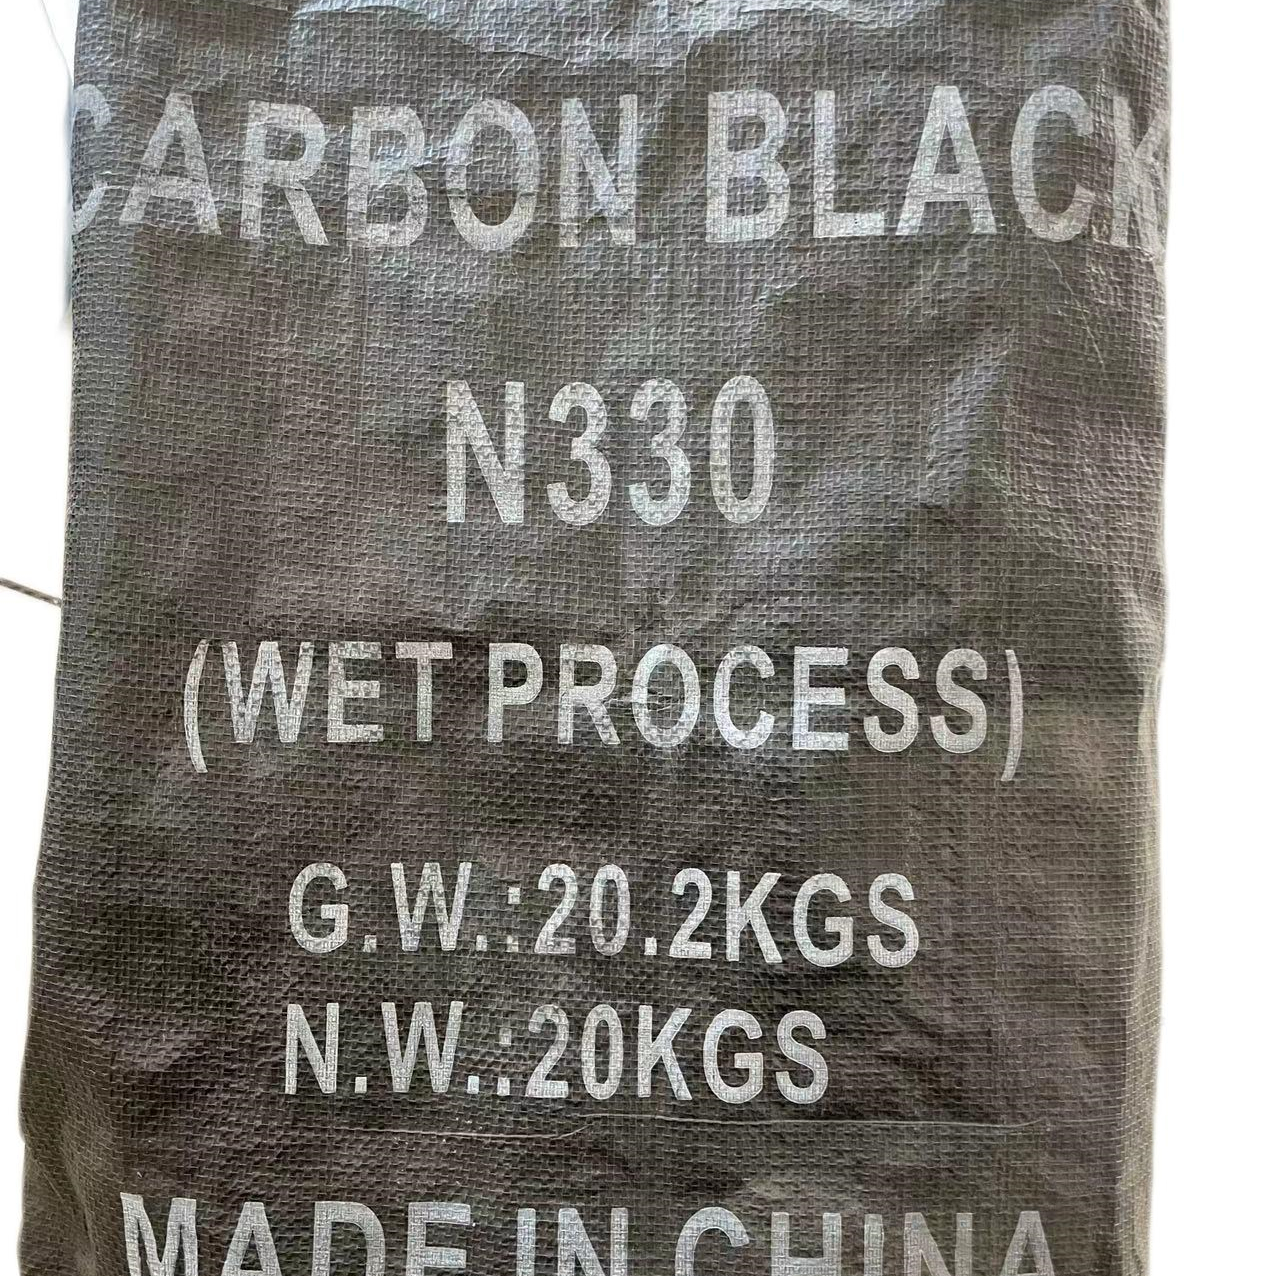 CARBON BLACK
N330
(WET PROCESS)
G.W.:20.2KGS
N.W.:20KGS
MADE IN CHINA